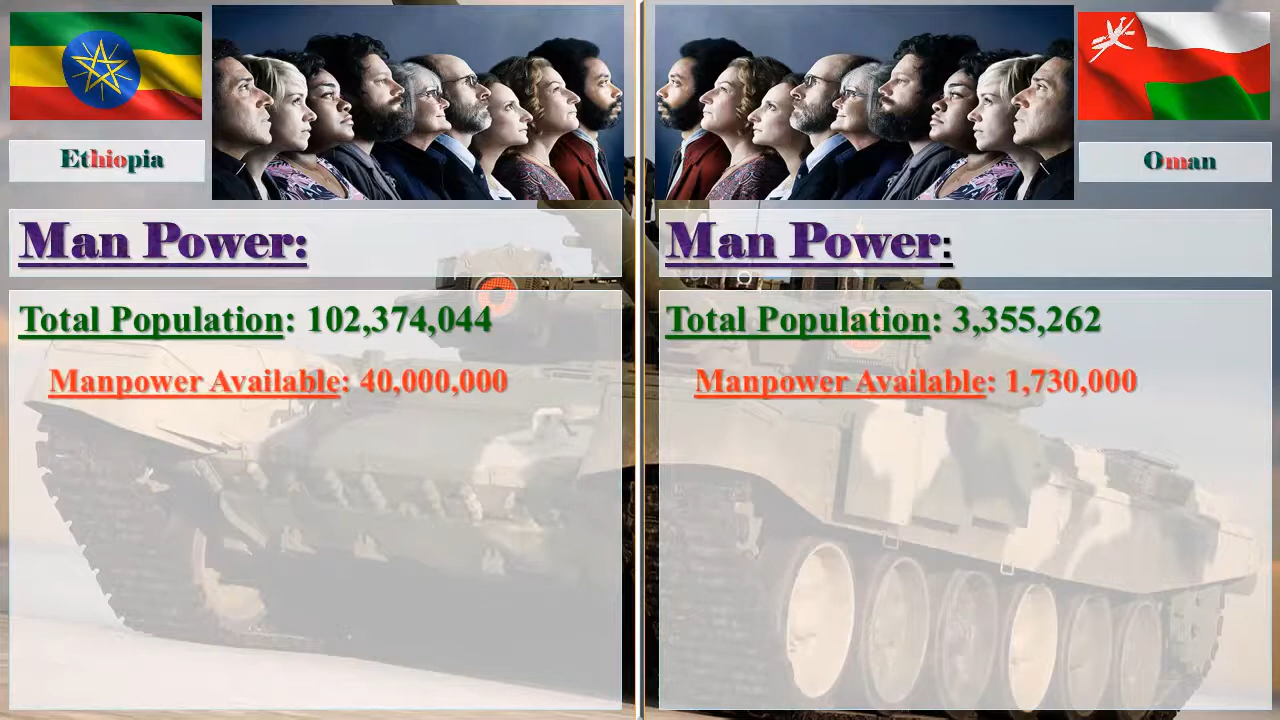 Ethiopia
Man Power:
Total Population: 102,374,044
Manpower Available: 40,000,000
Oman
Man Power:
Total Population: 3,355,262
Manpower Available: 1,730,000